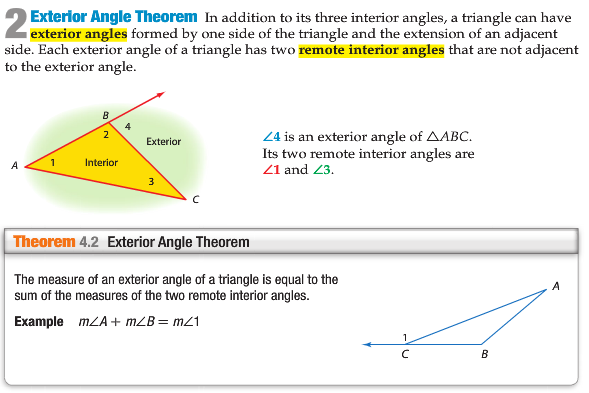 2 Exterior Angle Theorem In addition to its three interior angles, a triangle can have
exterior angles formed by one side of the triangle and the extension of an adjacent
side. Each exterior angle of a triangle has two remote interior angles that are not adjacent
to the exterior angle.
B
2
4
Exterior
A
1
Interior
3
C
∠4 is an exterior angle of △ABC.
Its two remote interior angles are
∠1 and ∠3.
Theorem 4.2 Exterior Angle Theorem
The measure of an exterior angle of a triangle is equal to the
sum of the measures of the two remote interior angles.
Example m∠A + m∠B = m∠1
A
1
C
B